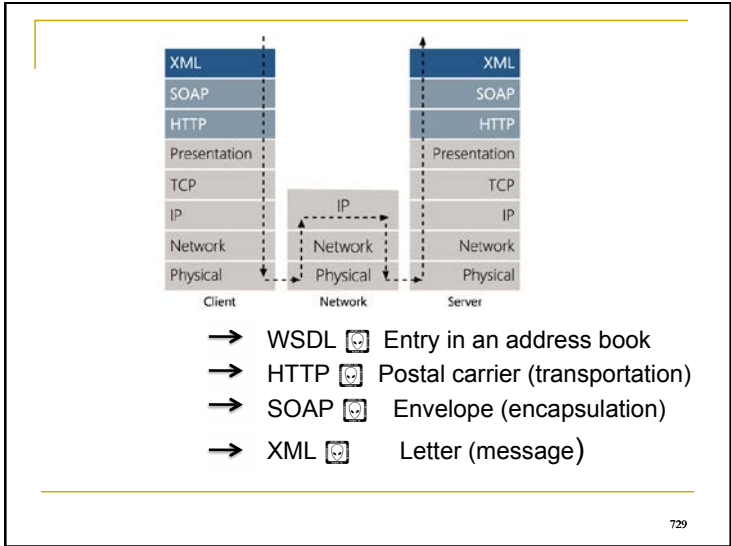 XML
SOAP
HTTP
Presentation
TCP
IP
Network
Physical
Client
IP
Network
Physical
Network
XML
SOAP
HTTP
Presentation
TCP
IP
Network
Physical
Server
→ WSDL 👽 Entry in an address book
→ HTTP 👽 Postal carrier (transportation)
→ SOAP 👽 Envelope (encapsulation)
→ XML 👽 Letter (message)
729